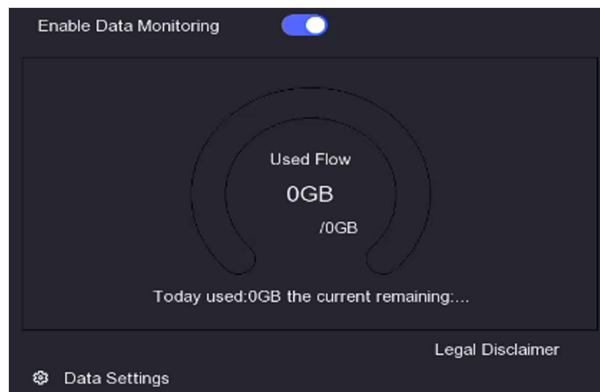 Enable Data Monitoring
Used Flow
0GB
/0GB
Today used:0GB the current remaining:...
Legal Disclaimer
Data Settings